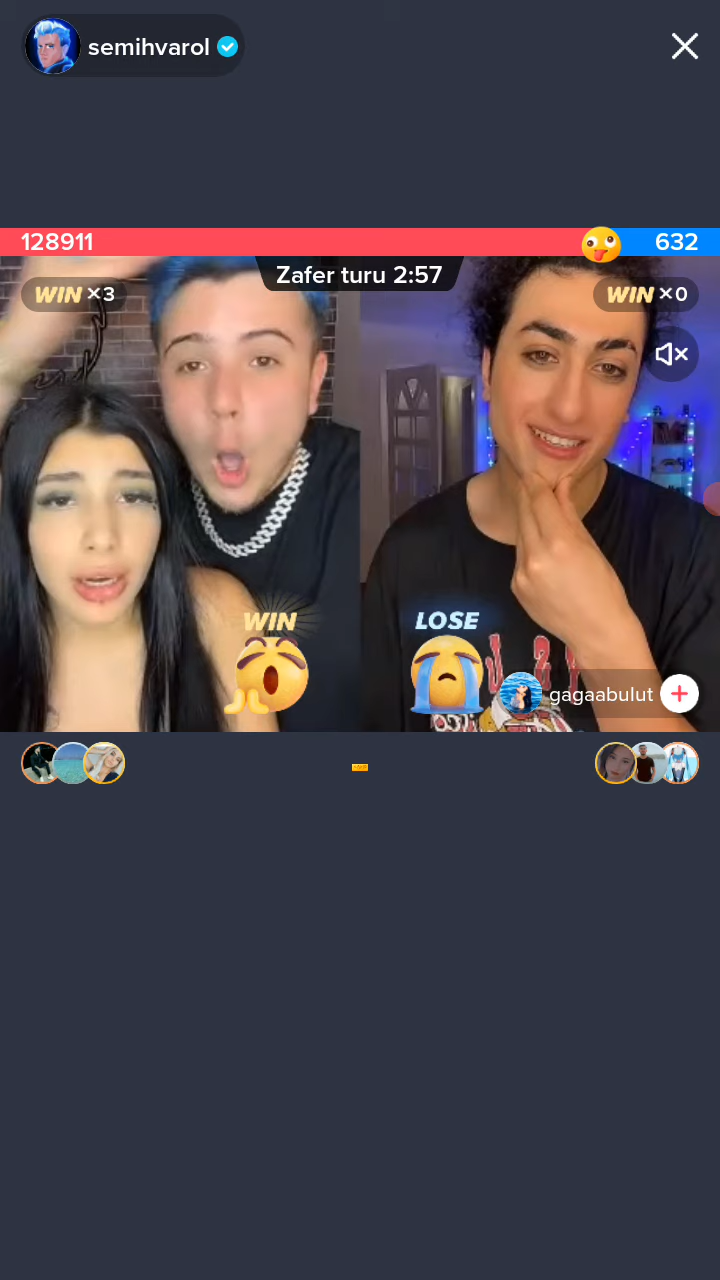 semihvarol
128911
632
Zafer turu 2:57
WIN ×3
WIN ×0
WIN
LOSE
gagaabulut